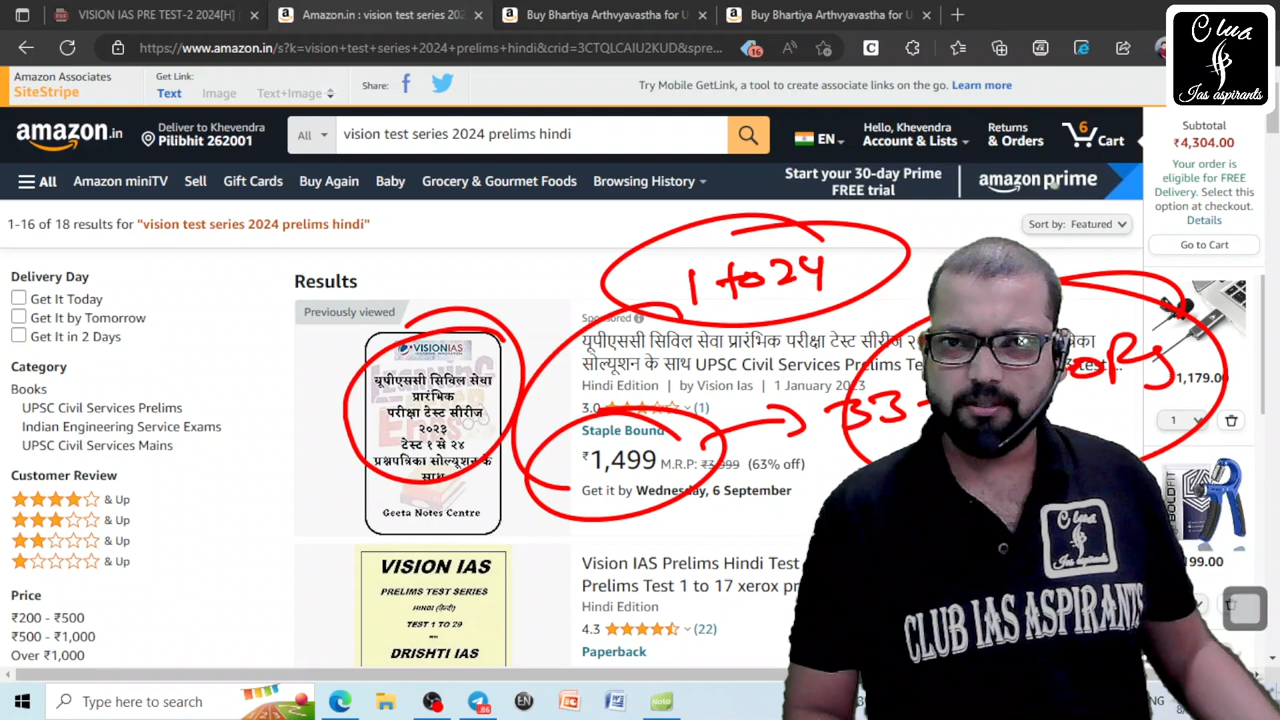 VISION IAS PRE TEST-2 2024[H]
Amazon.in : vision test series 202
Buy Bhartiya Arthvyavastha for U
Buy Bhartiya Arthvyavastha for U
https://www.amazon.in/s?k=vision+test+series+2024+prelims+hindi&crid=3CTQLCAIU2KUD&spre...
16
Clua
Ias aspirants
Amazon Associates
SiteStripe
Get Link:
Text
Image
Text+Image
Share:
Try Mobile GetLink, a tool to create associate links on the go. Learn more
amazon.in
Deliver to Khevendra
Pilibhit 262001
All
vision test series 2024 prelims hindi
EN
Hello, Khevendra
Account & Lists
Returns
& Orders
6
Cart
Subtotal
₹4,304.00
Your order is
eligible for FREE
Delivery. Select this
option at checkout.
Details
Go to Cart
All
Amazon miniTV
Sell
Gift Cards
Buy Again
Baby
Grocery & Gourmet Foods
Browsing History
Start your 30-day Prime
FREE trial
amazon prime
1-16 of 18 results for "vision test series 2024 prelims hindi"
Sort by: Featured
Delivery Day
Get It Today
Get It by Tomorrow
Get It in 2 Days
Category
Books
UPSC Civil Services Prelims
Indian Engineering Service Exams
UPSC Civil Services Mains
Customer Review
& Up
& Up
& Up
& Up
Price
₹200 - ₹500
₹500 - ₹1,000
Over ₹1,000
Results
1 to 24
Previously viewed
VISIONIAS
यूपीएससी सिविल सेवा
प्रारंभिक
परीक्षा टेस्ट सीरीज
२०२३
टेस्ट १ से २४
प्रश्नपत्रिका सोल्यूशन के
साथ
Geeta Notes Centre
Sponsored
यूपीएससी सिविल सेवा प्रारंभिक परीक्षा टेस्ट सीरीज
सोल्यूशन के साथ UPSC Civil Services Prelims
Hindi Edition | by Vision Ias | 1 January 2023
3.0
(1)
Staple Bound
₹1,499 M.R.P: ₹3,999 (63% off)
Get it by Wednesday, 6 September
33
1,179.00
1
VISION IAS
PRELIMS TEST SERIES
HINDI (हिन्दी)
TEST 1 TO 29
DRISHTI IAS
Vision IAS Prelims Hindi Test
Prelims Test 1 to 17 xerox
Hindi Edition
4.3
(22)
Paperback
BOLDFIT
199.00
Clua
Ias aspirants
CLUB IAS ASPIRANTS
Type here to search
86
EN
Note